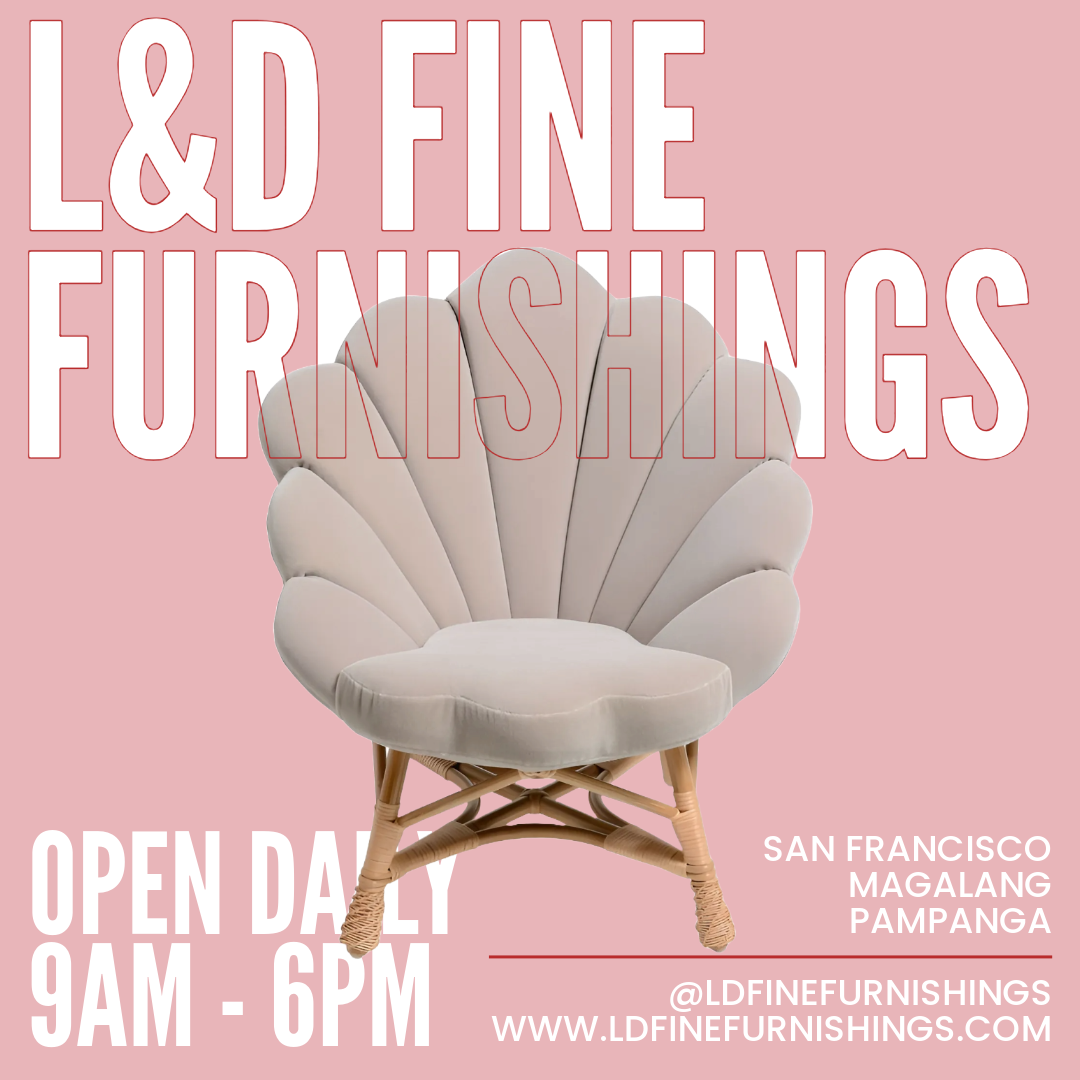 L&D FINE
FURNISHINGS
OPEN DAILY
9AM - 6PM
SAN FRANCISCO
MAGALANG
PAMPANGA
@LDFINEFURNISHINGS
WWW.LDFINEFURNISHINGS.COM